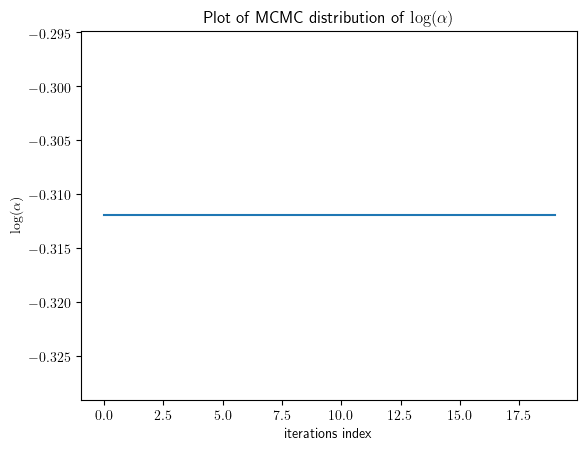 Plot of MCMC distribution of log(α)
−0.295
−0.300
−0.305
−0.310
−0.315
−0.320
−0.325
log(α)
0.0 2.5 5.0 7.5 10.0 12.5 15.0 17.5
iterations index